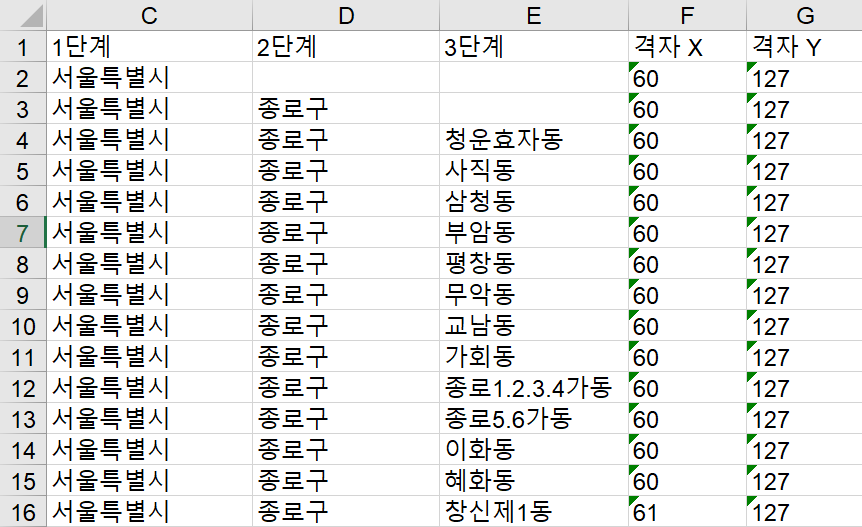 C D E F G
1 1단계 2단계 3단계 격자 X 격자 Y
2 서울특별시 60 127
3 서울특별시 종로구 60 127
4 서울특별시 종로구 청운효자동 60 127
5 서울특별시 종로구 사직동 60 127
6 서울특별시 종로구 삼청동 60 127
7 서울특별시 종로구 부암동 60 127
8 서울특별시 종로구 평창동 60 127
9 서울특별시 종로구 무악동 60 127
10 서울특별시 종로구 교남동 60 127
11 서울특별시 종로구 가회동 60 127
12 서울특별시 종로구 종로1.2.3.4가동 60 127
13 서울특별시 종로구 종로5.6가동 60 127
14 서울특별시 종로구 이화동 60 127
15 서울특별시 종로구 혜화동 60 127
16 서울특별시 종로구 창신제1동 61 127